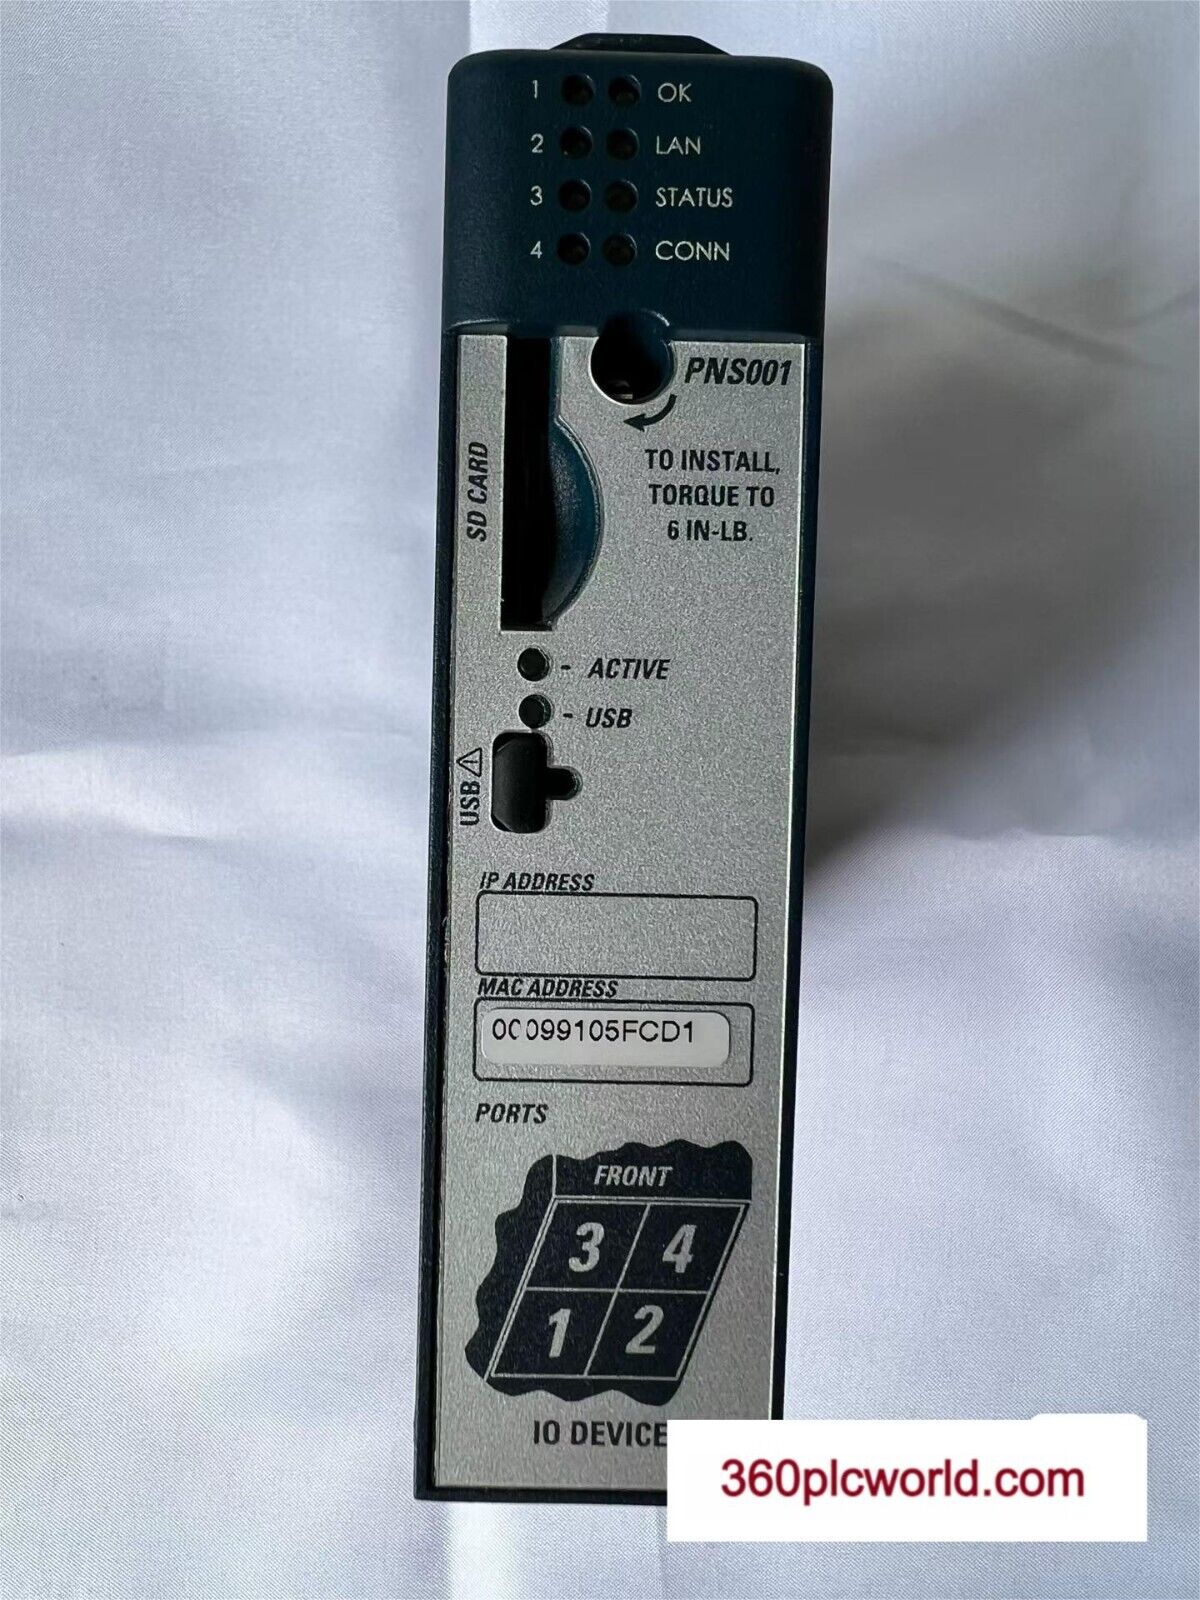 1 OK
2 LAN
3 STATUS
4 CONN
PNS001
SD CARD
TO INSTALL,
TORQUE TO
6 IN-LB.
- ACTIVE
- USB
USB
IP ADDRESS
MAC ADDRESS
00099105FCD1
PORTS
FRONT
3 4
1 2
IO DEVICE
360plcworld.com